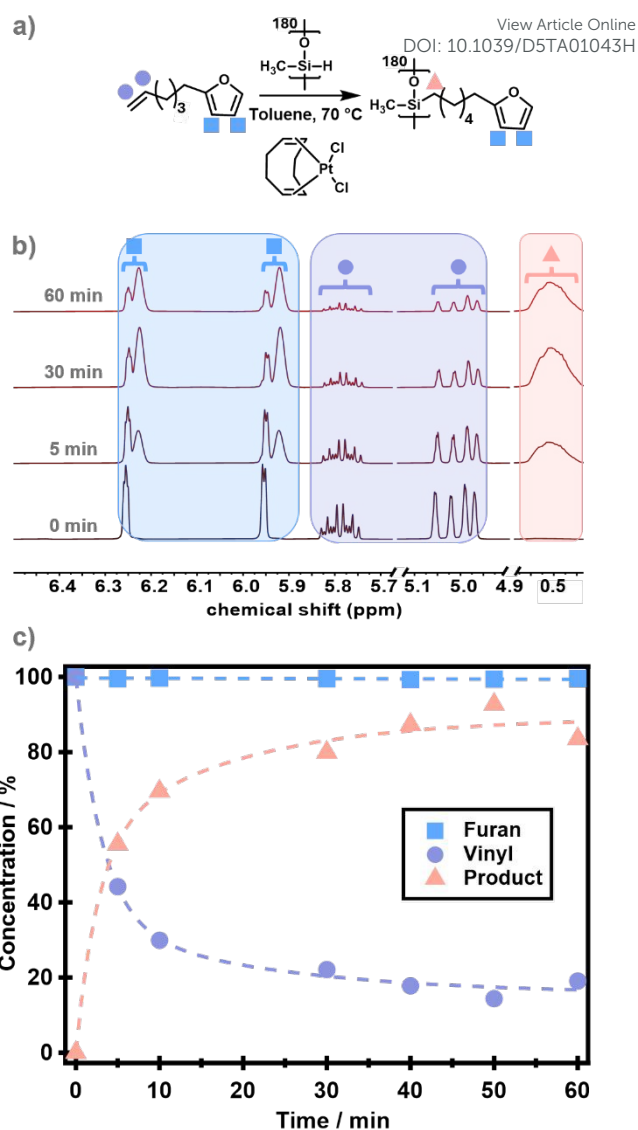 a)
View Article Online
DOI: 10.1039/D5TA01043H
180
O
H₃C Si H
3
O
Toluene, 70 °C
Cl
Pt
Cl
180
O
H₃C Si
4
O
b)
60 min
30 min
5 min
0 min
6.4 6.3 6.2 6.1 6.0 5.9 5.8 5.7 5.1 5.0 4.9 0.5
chemical shift (ppm)
c)
100
80
60
40
20
0
Concentration / %
Furan
Vinyl
Product
0 10 20 30 40 50 60
Time / min